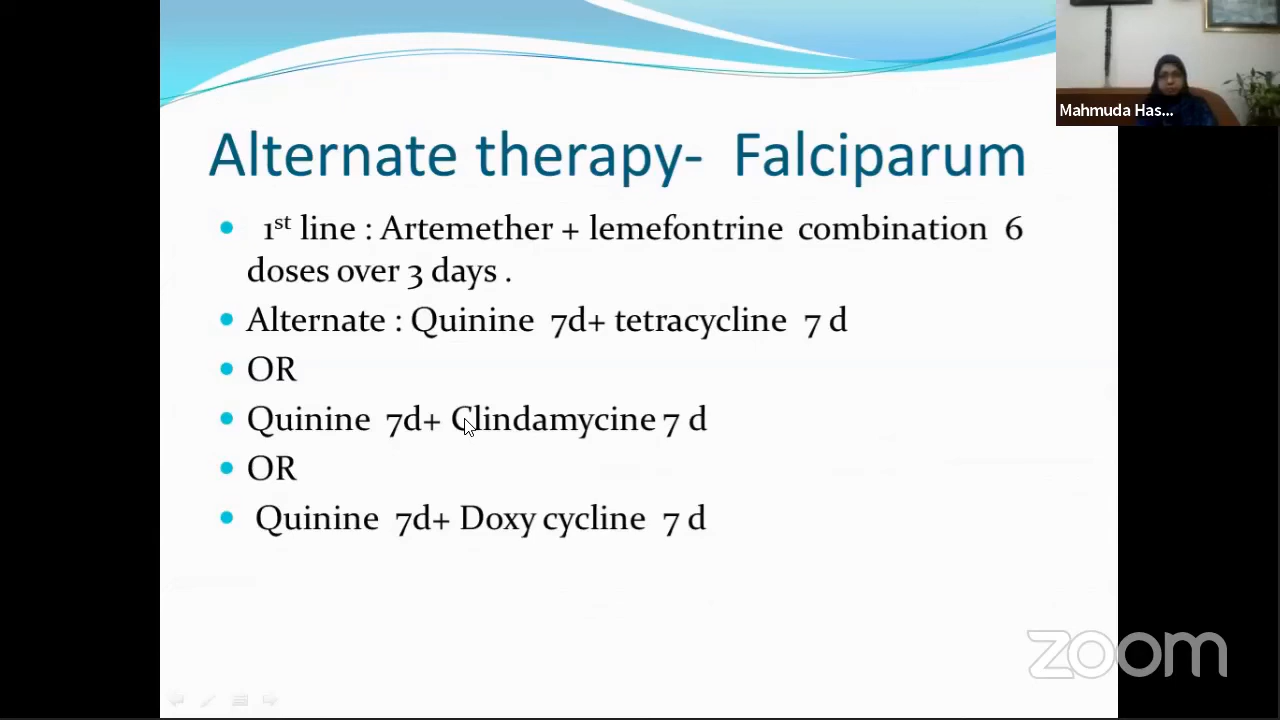 Mahmuda Has...
Alternate therapy- Falciparum
1st line : Artemether + lemefontrine combination 6
doses over 3 days .
Alternate : Quinine 7d+ tetracycline 7 d
OR
Quinine 7d+ Clindamycine 7 d
OR
Quinine 7d+ Doxy cycline 7 d
zoom